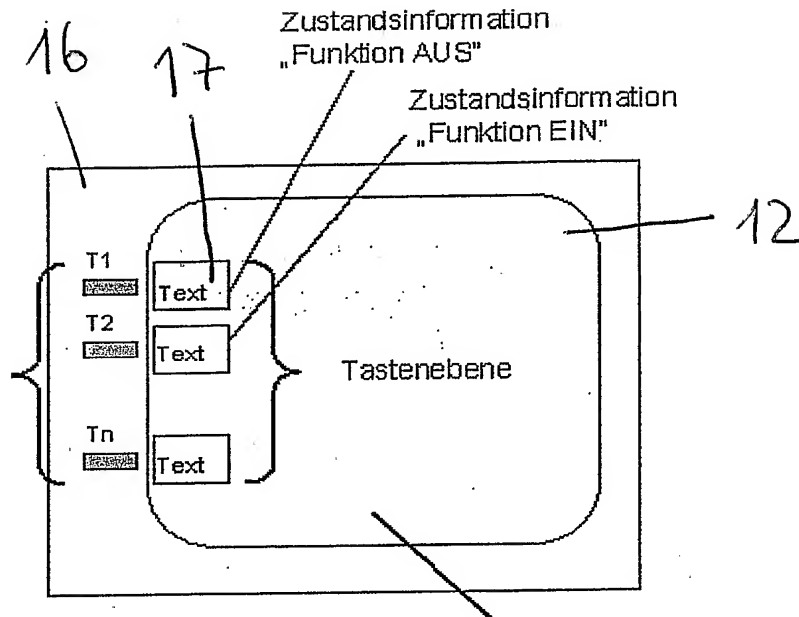 Zustandsinformation
„Funktion AUS"
16
17
Zustandsinformation
„Funktion EIN"
12
T1
Text
T2
Text
Tastenebene
Tn
Text